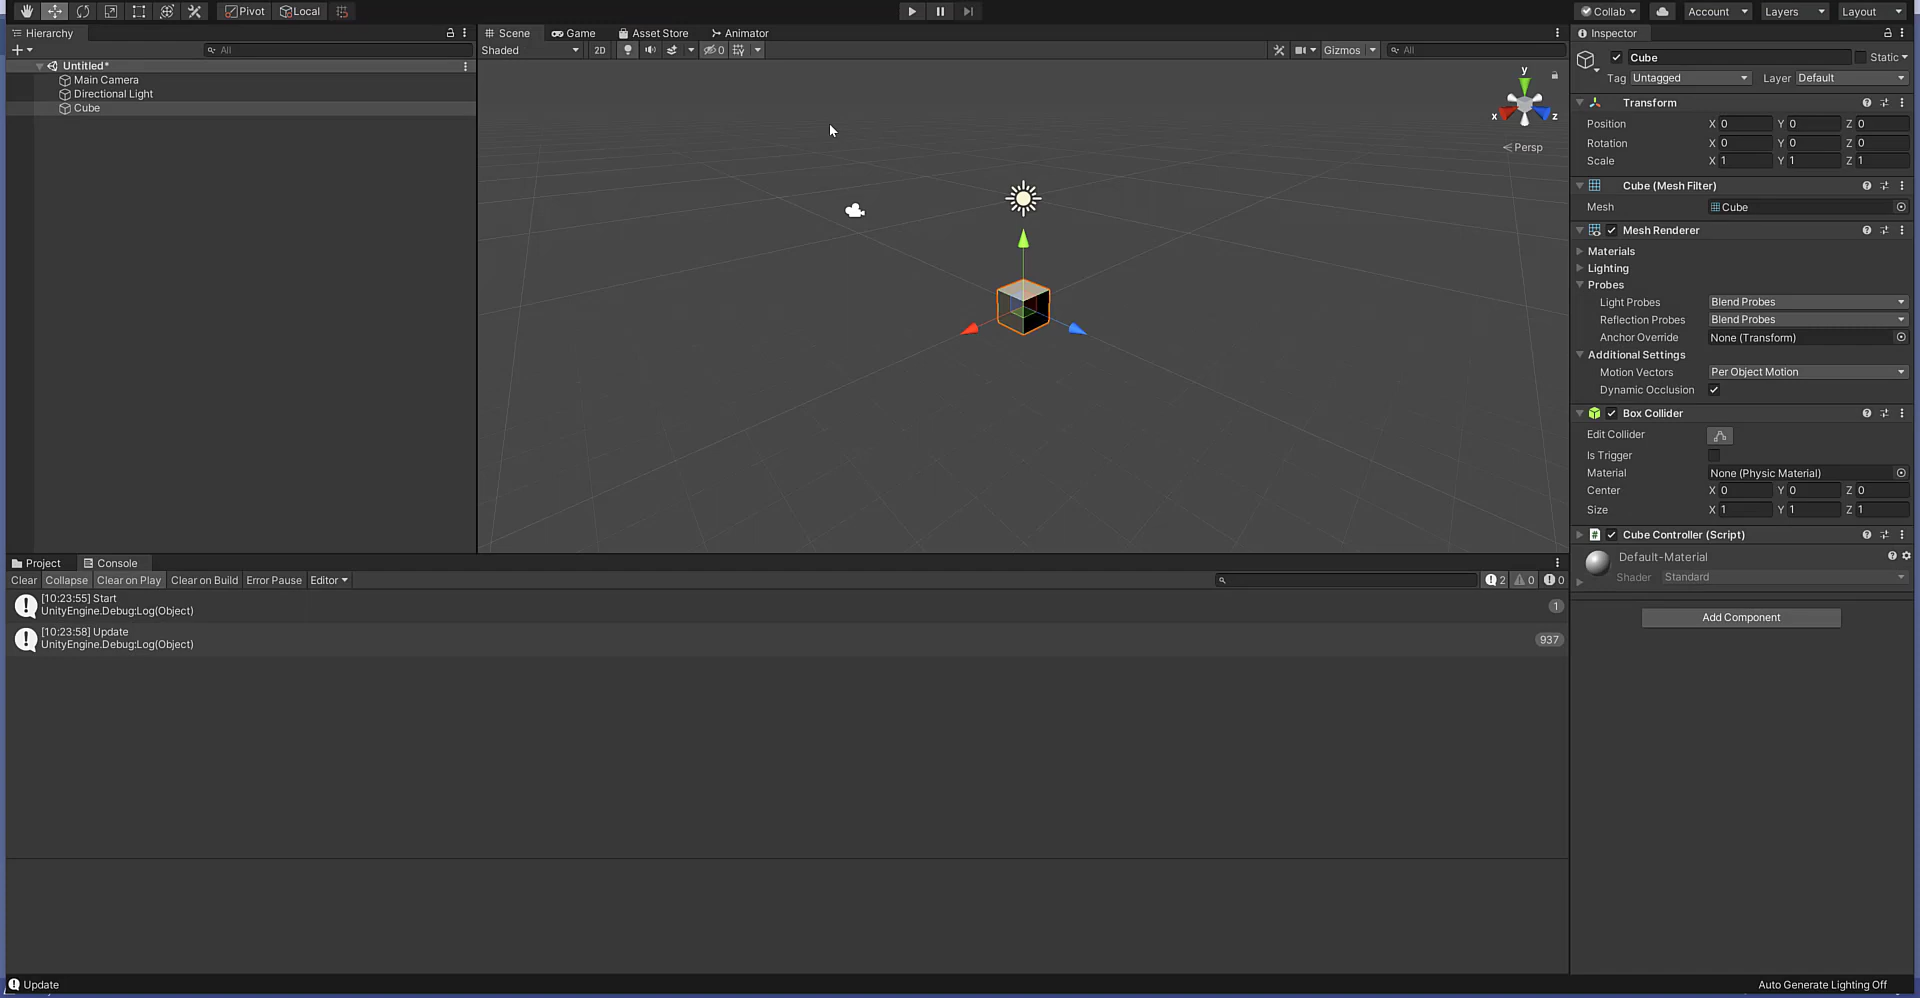 Pivot Local Collab Account Layers Layout
Hierarchy
All
Untitled*
Main Camera
Directional Light
Cube
Scene Game Asset Store Animator
Shaded 2D 0 Gizmos All
y
x z
Persp
Inspector
Cube Static
Tag Untagged Layer Default
Transform
Position X 0 Y 0 Z 0
Rotation X 0 Y 0 Z 0
Scale X 1 Y 1 Z 1
Cube (Mesh Filter)
Mesh Cube
Mesh Renderer
Materials
Lighting
Probes
Light Probes Blend Probes
Reflection Probes Blend Probes
Anchor Override None (Transform)
Additional Settings
Motion Vectors Per Object Motion
Dynamic Occlusion
Box Collider
Edit Collider
Is Trigger
Material None (Physic Material)
Center X 0 Y 0 Z 0
Size X 1 Y 1 Z 1
# Cube Controller (Script)
Default-Material
Shader Standard
Add Component
Project Console
Clear Collapse Clear on Play Clear on Build Error Pause Editor 2 0 0
[10:23:55] Start
UnityEngine.Debug:Log(Object)
1
[10:23:58] Update
UnityEngine.Debug:Log(Object)
937
Update
Auto Generate Lighting Off